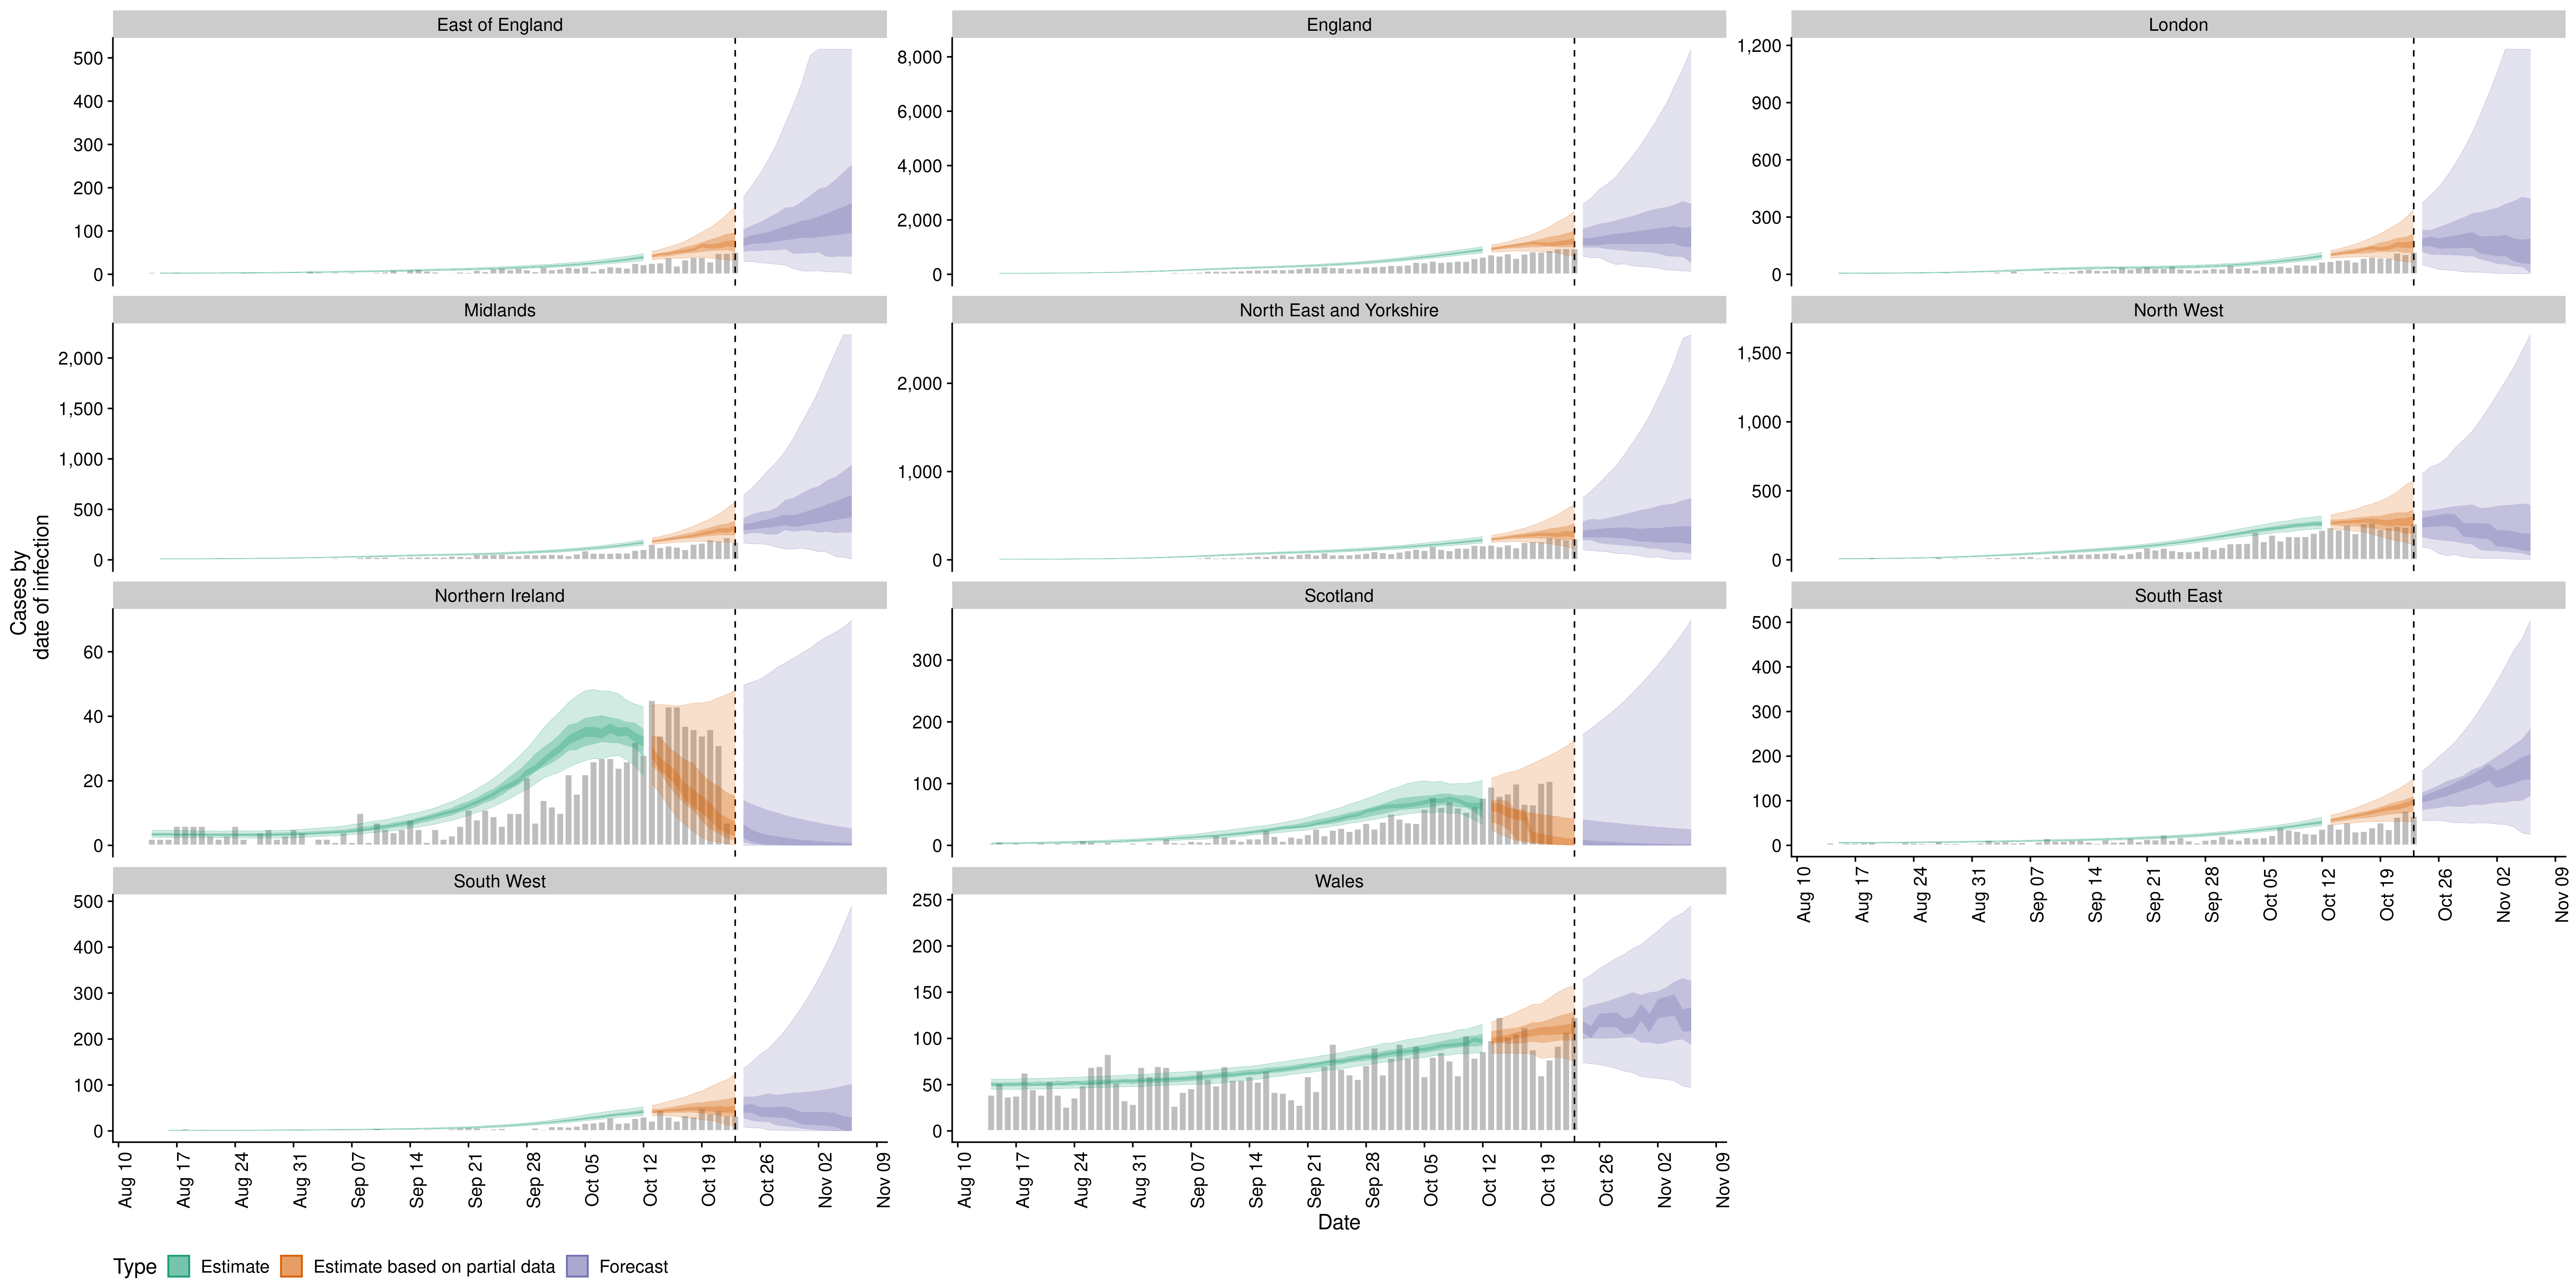 East of England
England
London
500
400
300
200
100
0
8,000
6,000
4,000
2,000
0
1,200
900
600
300
0
Midlands
North East and Yorkshire
North West
2,000
1,500
1,000
500
0
2,000
1,000
0
1,500
1,000
500
0
Cases by
date of infection
Northern Ireland
Scotland
South East
60
40
20
0
300
200
100
0
500
400
300
200
100
0
Aug 10
Aug 17
Aug 24
Aug 31
Sep 07
Sep 14
Sep 21
Sep 28
Oct 05
Oct 12
Oct 19
Oct 26
Nov 02
Nov 09
South West
Wales
500
400
300
200
100
0
250
200
150
100
50
0
Aug 10
Aug 17
Aug 24
Aug 31
Sep 07
Sep 14
Sep 21
Sep 28
Oct 05
Oct 12
Oct 19
Oct 26
Nov 02
Nov 09
Aug 10
Aug 17
Aug 24
Aug 31
Sep 07
Sep 14
Sep 21
Sep 28
Oct 05
Oct 12
Oct 19
Oct 26
Nov 02
Nov 09
Date
Type Estimate Estimate based on partial data Forecast